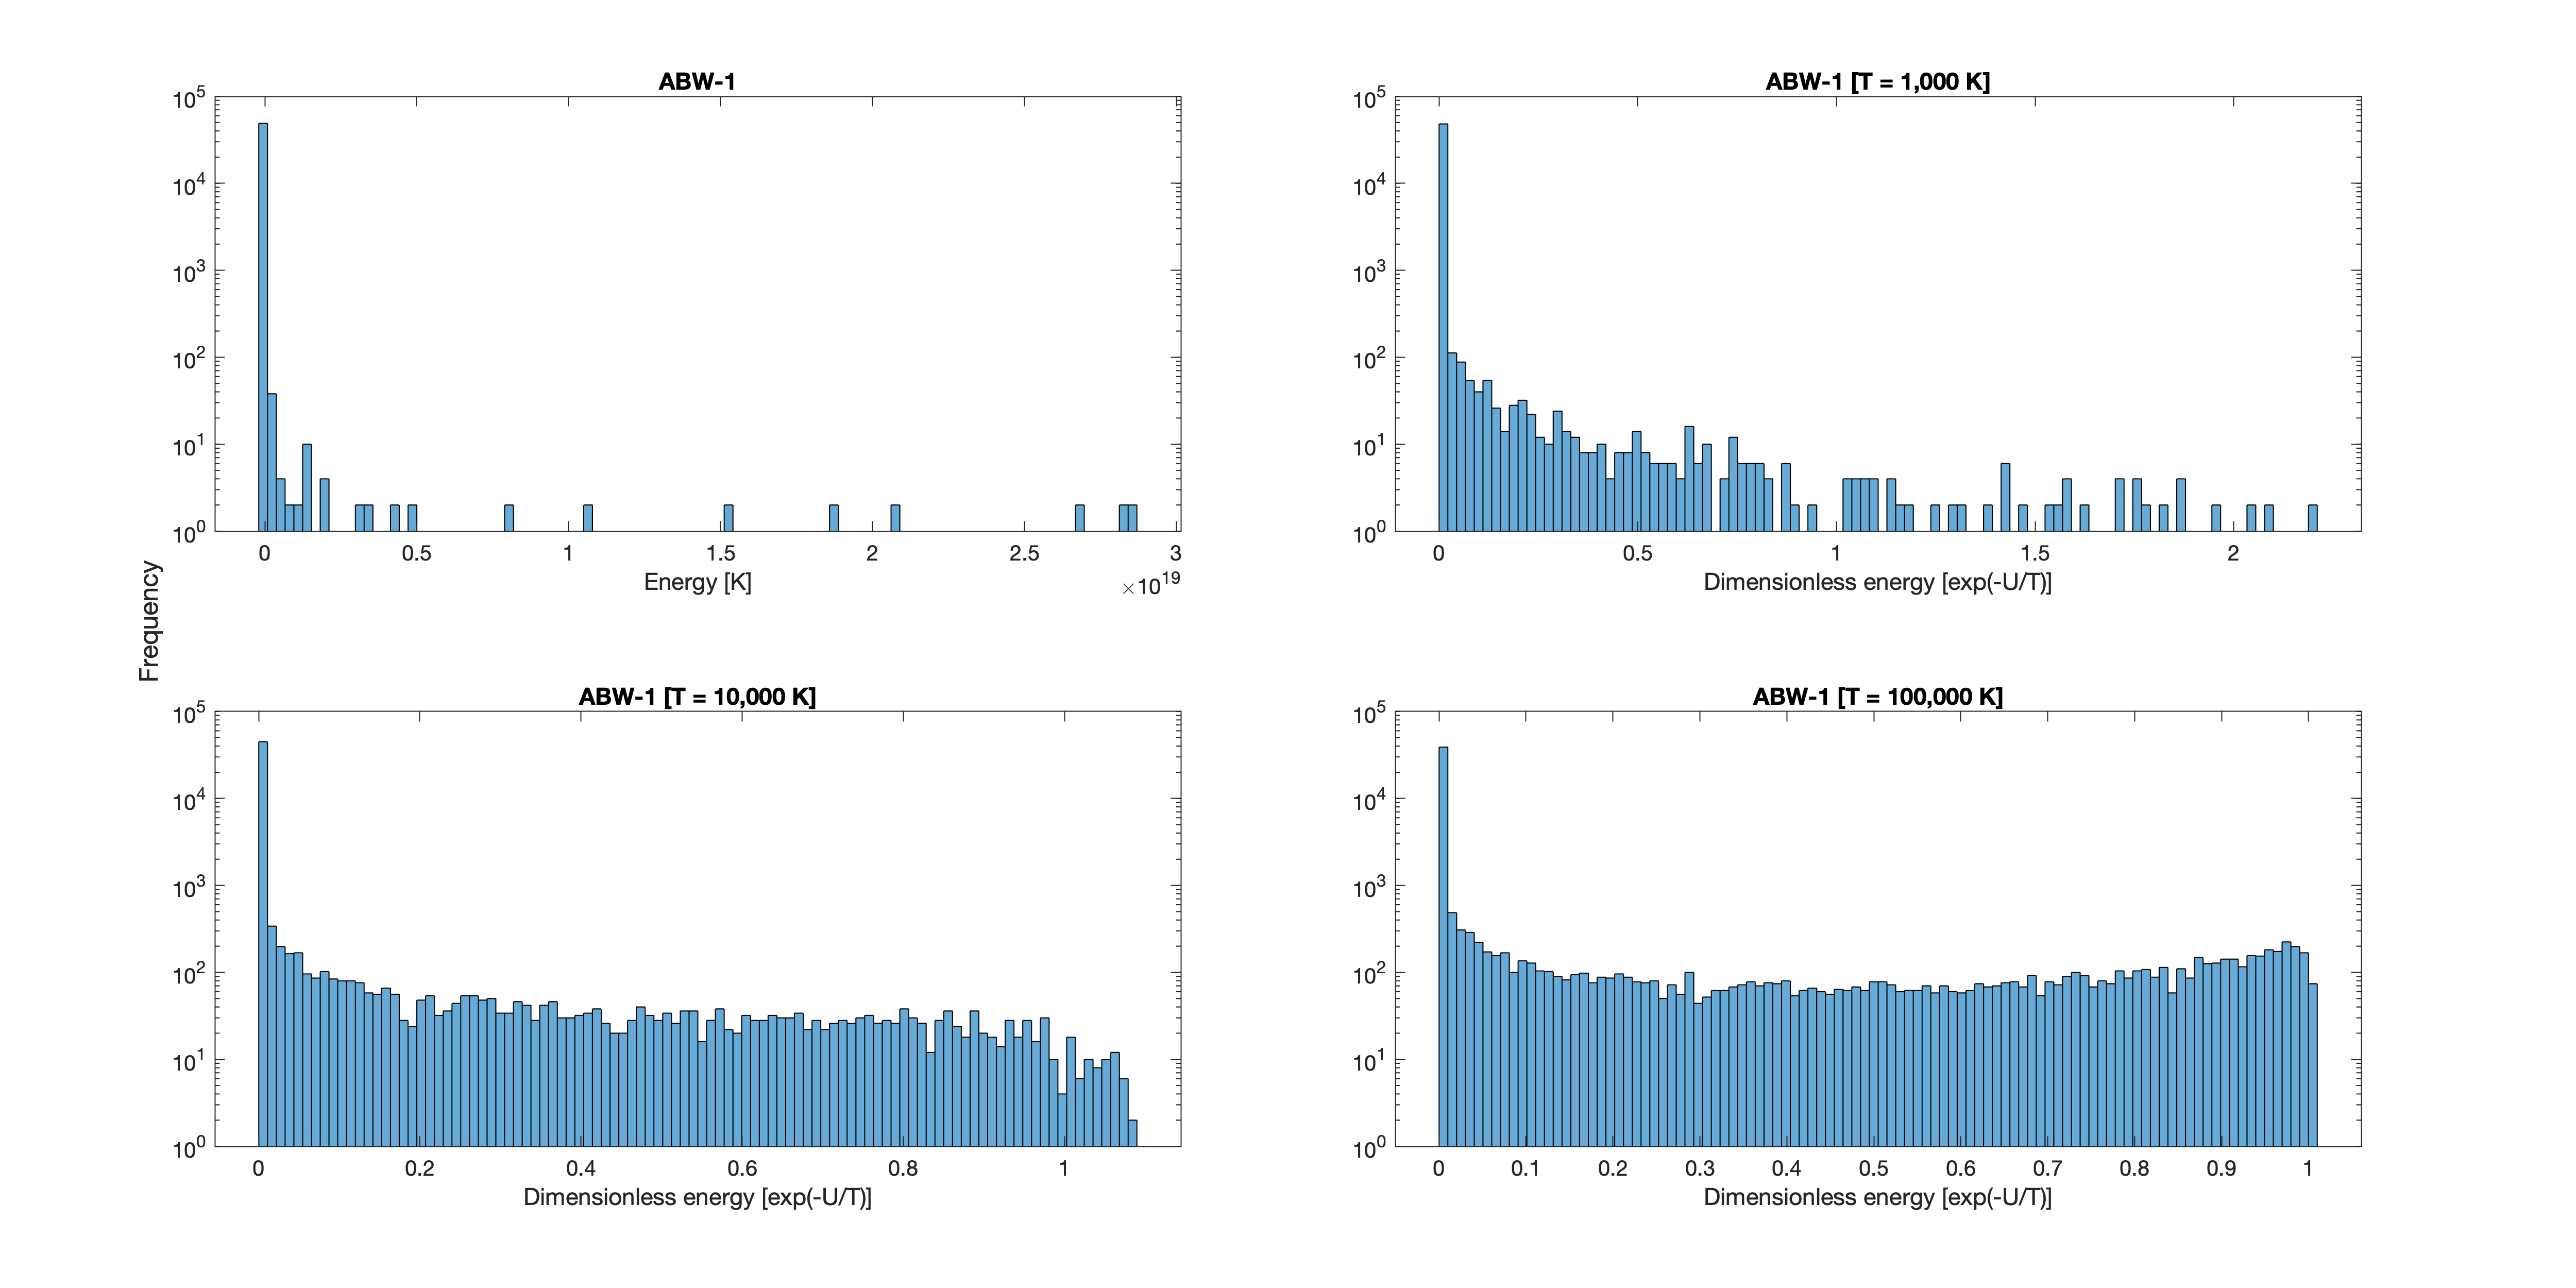 ABW-1
10^5
10^4
10^3
10^2
10^1
10^0
0 0.5 1 1.5 2 2.5 3
Energy [K]
×10^19
ABW-1 [T = 1,000 K]
10^5
10^4
10^3
10^2
10^1
10^0
0 0.5 1 1.5 2
Dimensionless energy [exp(-U/T)]
Frequency
ABW-1 [T = 10,000 K]
10^5
10^4
10^3
10^2
10^1
10^0
0 0.2 0.4 0.6 0.8 1
Dimensionless energy [exp(-U/T)]
ABW-1 [T = 100,000 K]
10^5
10^4
10^3
10^2
10^1
10^0
0 0.1 0.2 0.3 0.4 0.5 0.6 0.7 0.8 0.9 1
Dimensionless energy [exp(-U/T)]